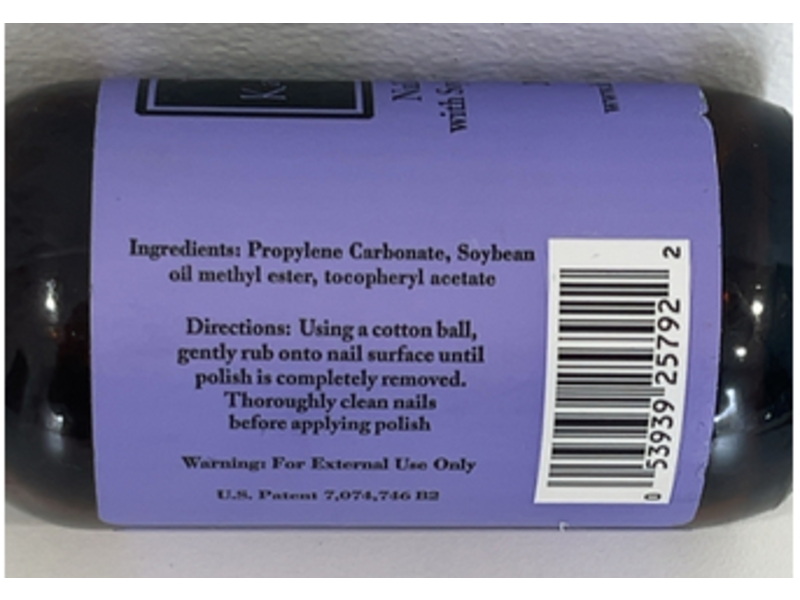 Ingredients: Propylene Carbonate, Soybean
oil methyl ester, tocopheryl acetate
Directions: Using a cotton ball,
gently rub onto nail surface until
polish is completely removed.
Thoroughly clean nails
before applying polish
Warning: For External Use Only
U.S. Patent 7,074,746 B2
0 53939 25792 2
with